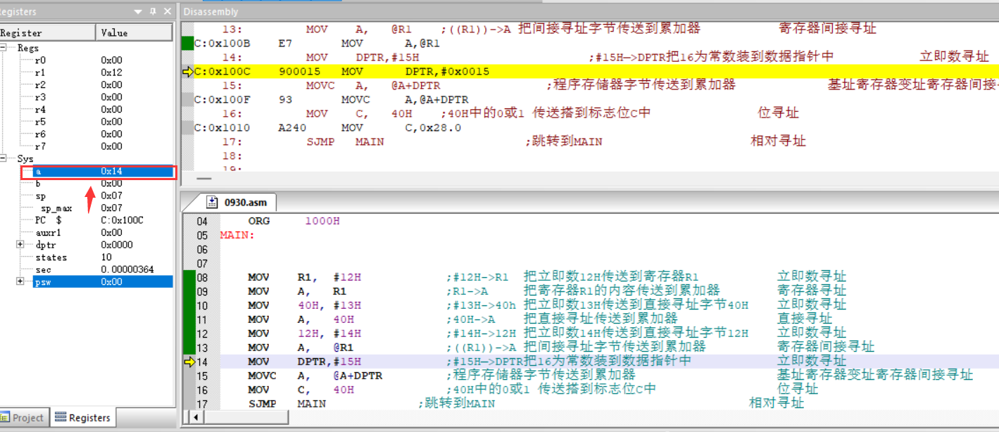 Registers
Register Value
Regs
r0 0x00
r1 0x12
r2 0x00
r3 0x00
r4 0x00
r5 0x00
r6 0x00
r7 0x00
Sys
a 0x14
b 0x00
sp 0x07
sp_max 0x07
PC $ C:0x100C
auxr1 0x00
dptr 0x0000
states 10
sec 0.00000364
psw 0x00
Project Registers
Disassembly
13: MOV A, @R1 ;((R1))->A 把间接寻址字节传送到累加器 寄存器间接寻址
C:0x100B E7 MOV A,@R1
14: MOV DPTR,#15H ;#15H—>DPTR把16为常数装到数据指针中 立即数寻址
C:0x100C 900015 MOV DPTR,#0x0015
15: MOVC A, @A+DPTR ;程序存储器字节传送到累加器 基址寄存器变址寄存器间接
C:0x100F 93 MOVC A,@A+DPTR
16: MOV C, 40H ;40H中的0或1 传送搭到标志位C中 位寻址
C:0x1010 A240 MOV C,0x28.0
17: SJMP MAIN ;跳转到MAIN 相对寻址
18:
19:
0930.asm
04 ORG 1000H
05 MAIN:
06
07
08 MOV R1, #12H ;#12H->R1 把立即数12H传送到寄存器R1 立即数寻址
09 MOV A, R1 ;R1->A 把寄存器R1的内容传送到累加器 寄存器寻址
10 MOV 40H, #13H ;#13H->40h 把立即数13H传送到直接寻址字节40H 立即数寻址
11 MOV A, 40H ;40H->A 把直接寻址传送到累加器 直接寻址
12 MOV 12H, #14H ;#14H->12H 把立即数14H传送到直接寻址字节12H 立即数寻址
13 MOV A, @R1 ;((R1))->A 把间接寻址字节传送到累加器 寄存器间接寻址
14 MOV DPTR,#15H ;#15H—>DPTR把16为常数装到数据指针中 立即数寻址
15 MOVC A, @A+DPTR ;程序存储器字节传送到累加器 基址寄存器变址寄存器间接寻址
16 MOV C, 40H ;40H中的0或1 传送搭到标志位C中 位寻址
17 SJMP MAIN ;跳转到MAIN 相对寻址